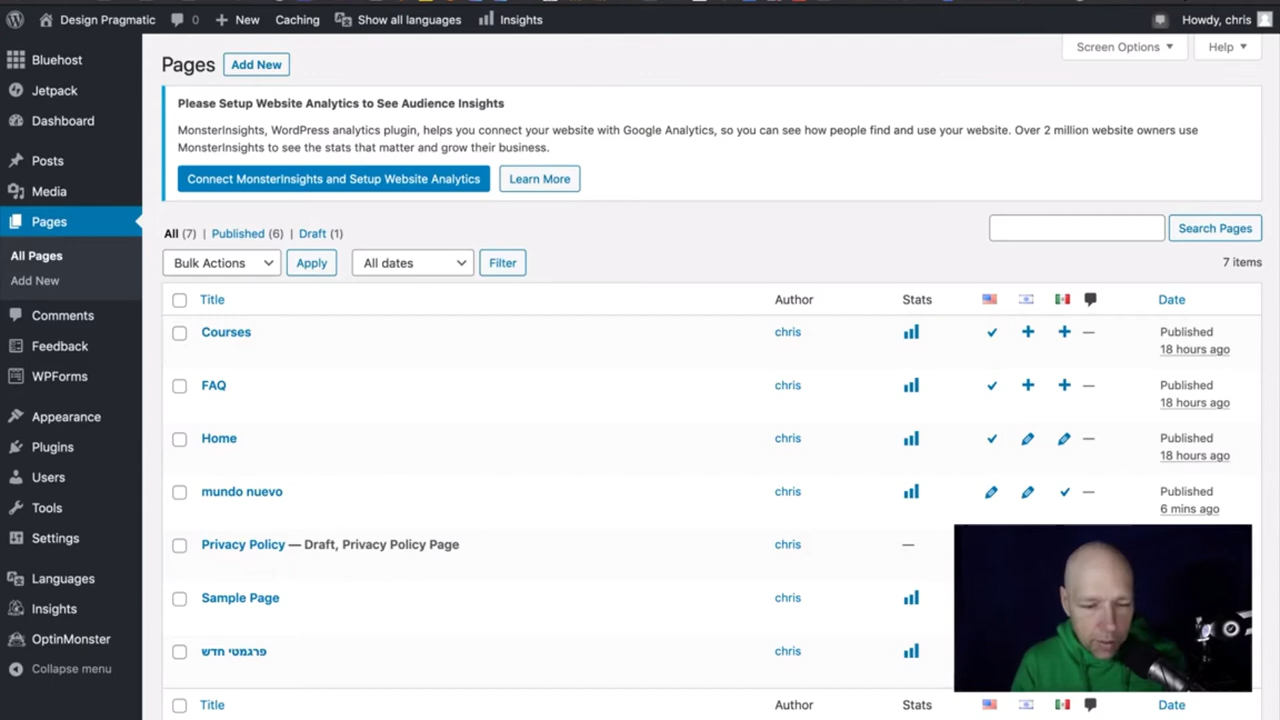 Design Pragmatic 0 New Caching Show all languages Insights Howdy, chris
Bluehost
Jetpack
Dashboard
Posts
Media
Pages
All Pages
Add New
Comments
Feedback
WPForms
Appearance
Plugins
Users
Tools
Settings
Languages
Insights
OptinMonster
Collapse menu
Screen Options Help
Pages Add New
Please Setup Website Analytics to See Audience Insights
MonsterInsights, WordPress analytics plugin, helps you connect your website with Google Analytics, so you can see how people find and use your website. Over 2 million website owners use
MonsterInsights to see the stats that matter and grow their business.
Connect MonsterInsights and Setup Website Analytics Learn More
All (7) | Published (6) | Draft (1)
Search Pages
Bulk Actions Apply All dates Filter
7 items
Title Author Stats Date
Courses chris Published
18 hours ago
FAQ chris Published
18 hours ago
Home chris Published
18 hours ago
mundo nuevo chris Published
6 mins ago
Privacy Policy — Draft, Privacy Policy Page chris —
Sample Page chris
פרגמטי חדש chris
Title Author Stats Date